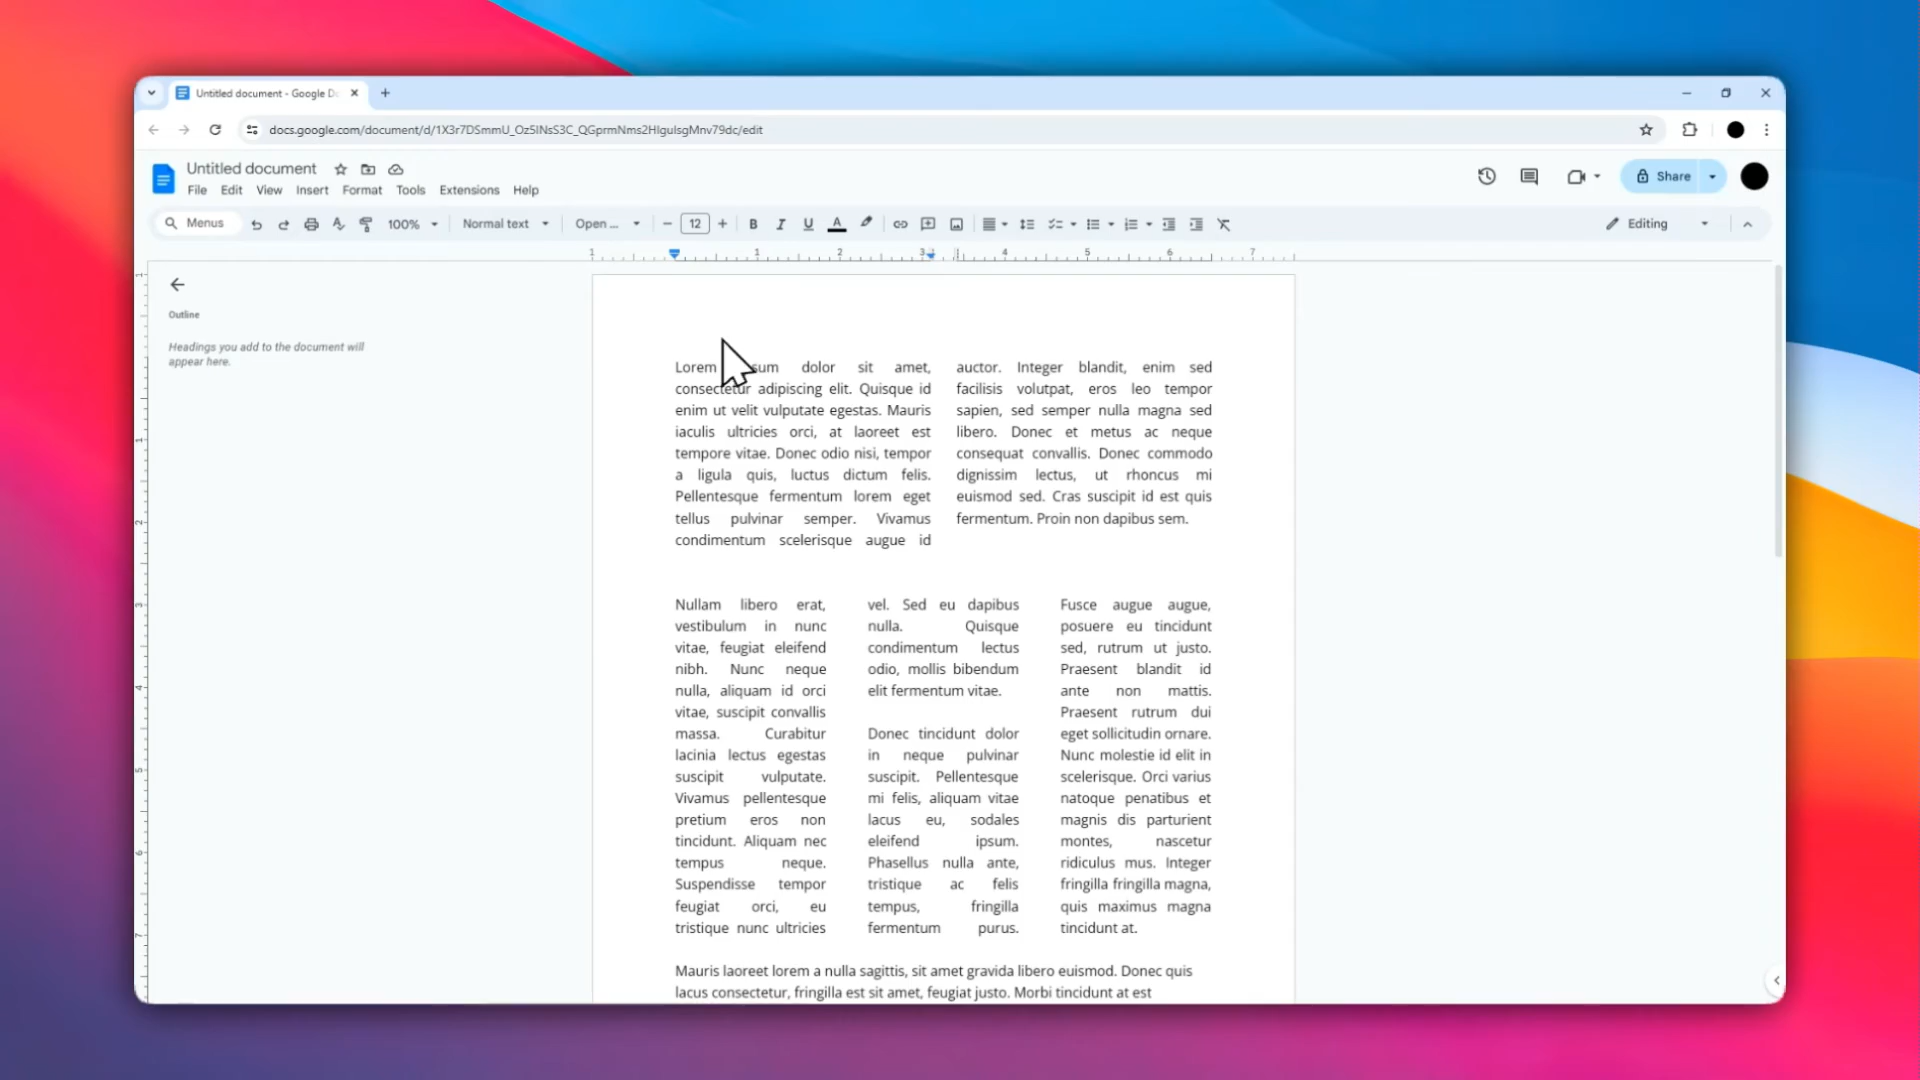 Untitled document - Google Do
docs.google.com/document/d/1X3r7DSmmU_Oz5INsS3C_QGprmNms2HIgulsgMnv79dc/edit
Untitled document
File Edit View Insert Format Tools Extensions Help
Share
Menus
100%
Normal text
Open ...
12
Editing
1 1 2 3 4 5 6 7
Outline
Headings you add to the document will
appear here.
Lorem dolor sit amet,
consectetur adipiscing elit. Quisque id
enim ut velit vulputate egestas. Mauris
iaculis ultricies orci, at laoreet est
tempore vitae. Donec odio nisi, tempor
a ligula quis, luctus dictum felis.
Pellentesque fermentum lorem eget
tellus pulvinar semper. Vivamus
condimentum scelerisque augue id
auctor. Integer blandit, enim sed
facilisis volutpat, eros leo tempor
sapien, sed semper nulla magna sed
libero. Donec et metus ac neque
consequat convallis. Donec commodo
dignissim lectus, ut rhoncus mi
euismod sed. Cras suscipit id est quis
fermentum. Proin non dapibus sem.
Nullam libero erat,
vestibulum in nunc
vitae, feugiat eleifend
nibh. Nunc neque
nulla, aliquam id orci
vitae, suscipit convallis
massa. Curabitur
lacinia lectus egestas
suscipit vulputate.
Vivamus pellentesque
pretium eros non
tincidunt. Aliquam nec
tempus neque.
Suspendisse tempor
feugiat orci, eu
tristique nunc ultricies
vel. Sed eu dapibus
nulla. Quisque
condimentum lectus
odio, mollis bibendum
elit fermentum vitae.
Donec tincidunt dolor
in neque pulvinar
suscipit. Pellentesque
mi felis, aliquam vitae
lacus eu, sodales
eleifend ipsum.
Phasellus nulla ante,
tristique ac felis
tempus, fringilla
fermentum purus.
Fusce augue augue,
posuere eu tincidunt
sed, rutrum ut justo.
Praesent blandit id
ante non mattis.
Praesent rutrum dui
eget sollicitudin ornare.
Nunc molestie id elit in
scelerisque. Orci varius
natoque penatibus et
magnis dis parturient
montes, nascetur
ridiculus mus. Integer
fringilla fringilla magna,
quis maximus magna
tincidunt at.
Mauris laoreet lorem a nulla sagittis, sit amet gravida libero euismod. Donec quis
lacus consectetur, fringilla est sit amet, feugiat justo. Morbi tincidunt at est